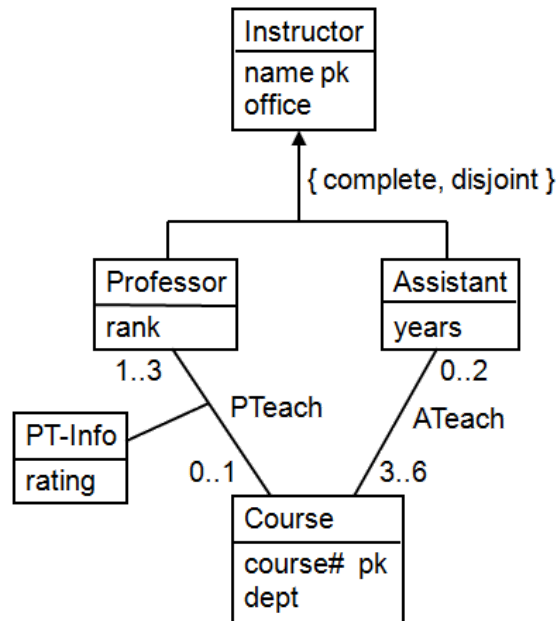 Instructor
name pk
office
{ complete, disjoint }
Professor
rank
Assistant
years
1..3
0..2
PTeach
ATeach
PT-Info
rating
0..1
3..6
Course
course# pk
dept